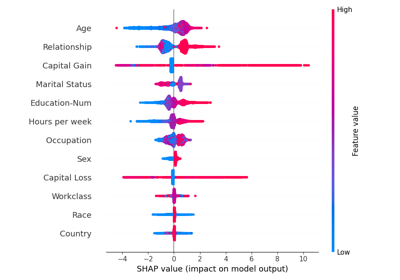 High
Age
Relationship
Capital Gain
Marital Status
Education-Num
Hours per week
Occupation
Sex
Capital Loss
Workclass
Race
Country
Feature value
Low
−4 −2 0 2 4 6 8 10
SHAP value (impact on model output)